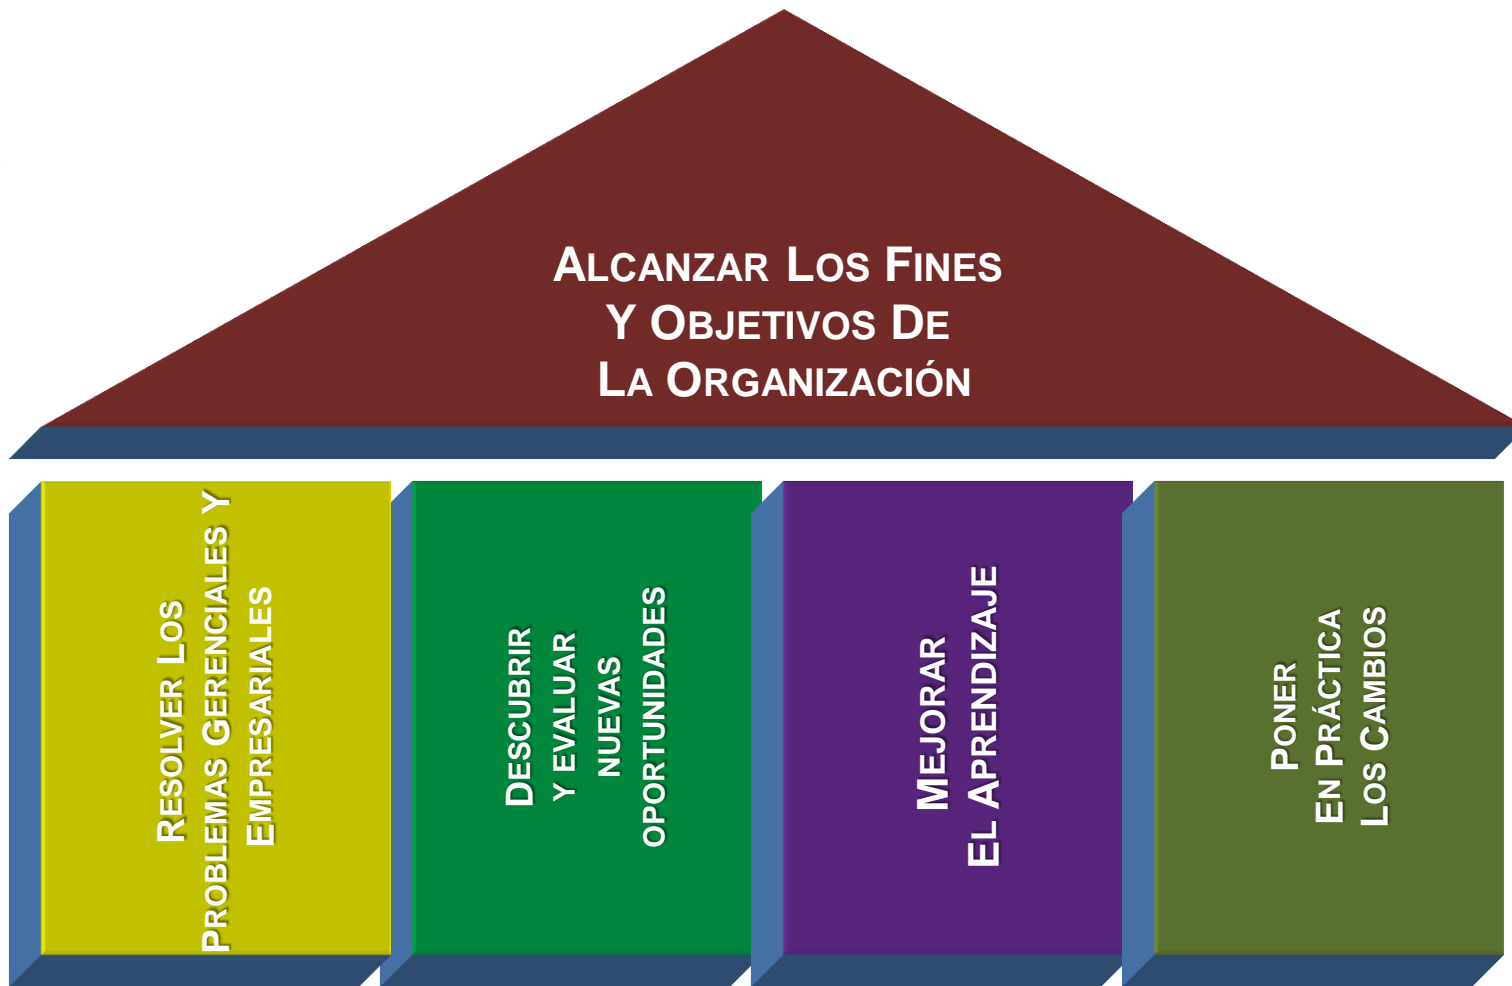 ALCANZAR LOS FINES
Y OBJETIVOS DE
LA ORGANIZACIÓN
RESOLVER LOS
PROBLEMAS GERENCIALES Y
EMPRESARIALES
DESCUBRIR
Y EVALUAR
NUEVAS
OPORTUNIDADES
MEJORAR
EL APRENDIZAJE
PONER
EN PRÁCTICA
LOS CAMBIOS